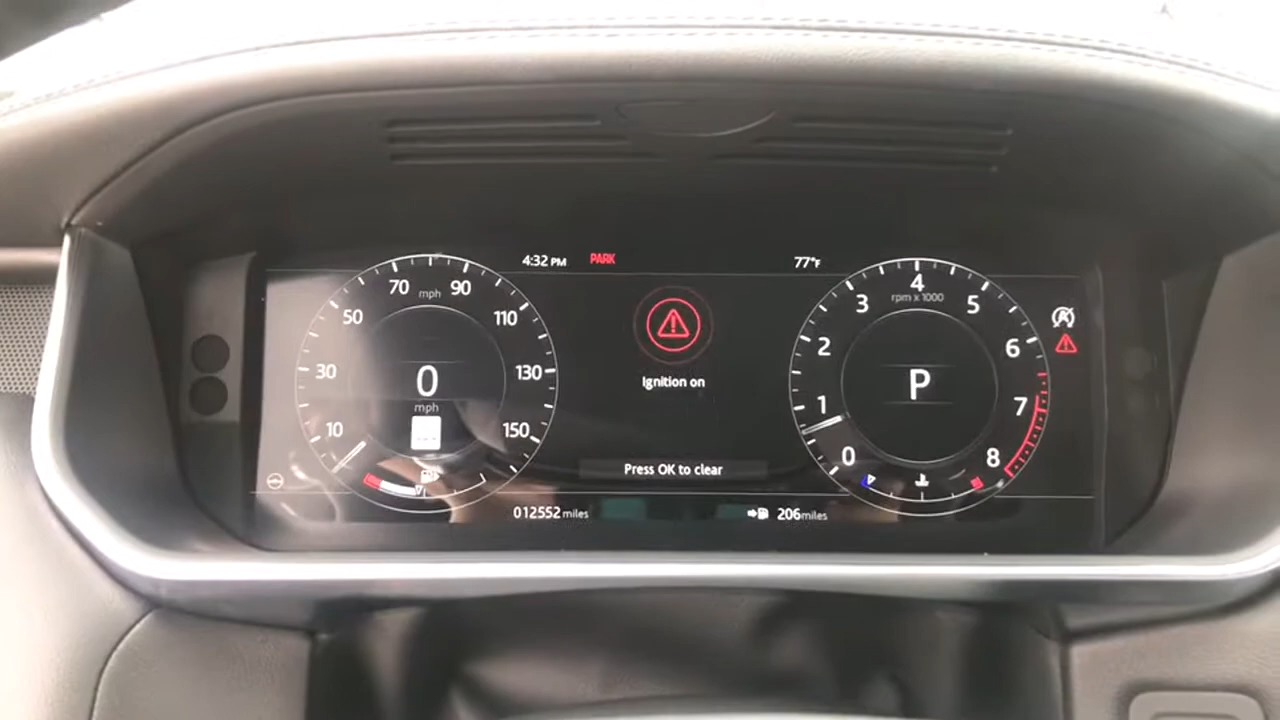 4:32 PM PARK 77°F
70 mph 90
50 110
30 130
10 150
0
mph
Ignition on
Press OK to clear
4
rpm x 1000
3 5
2 6
1 7
0 8
P
012552 miles 206 miles